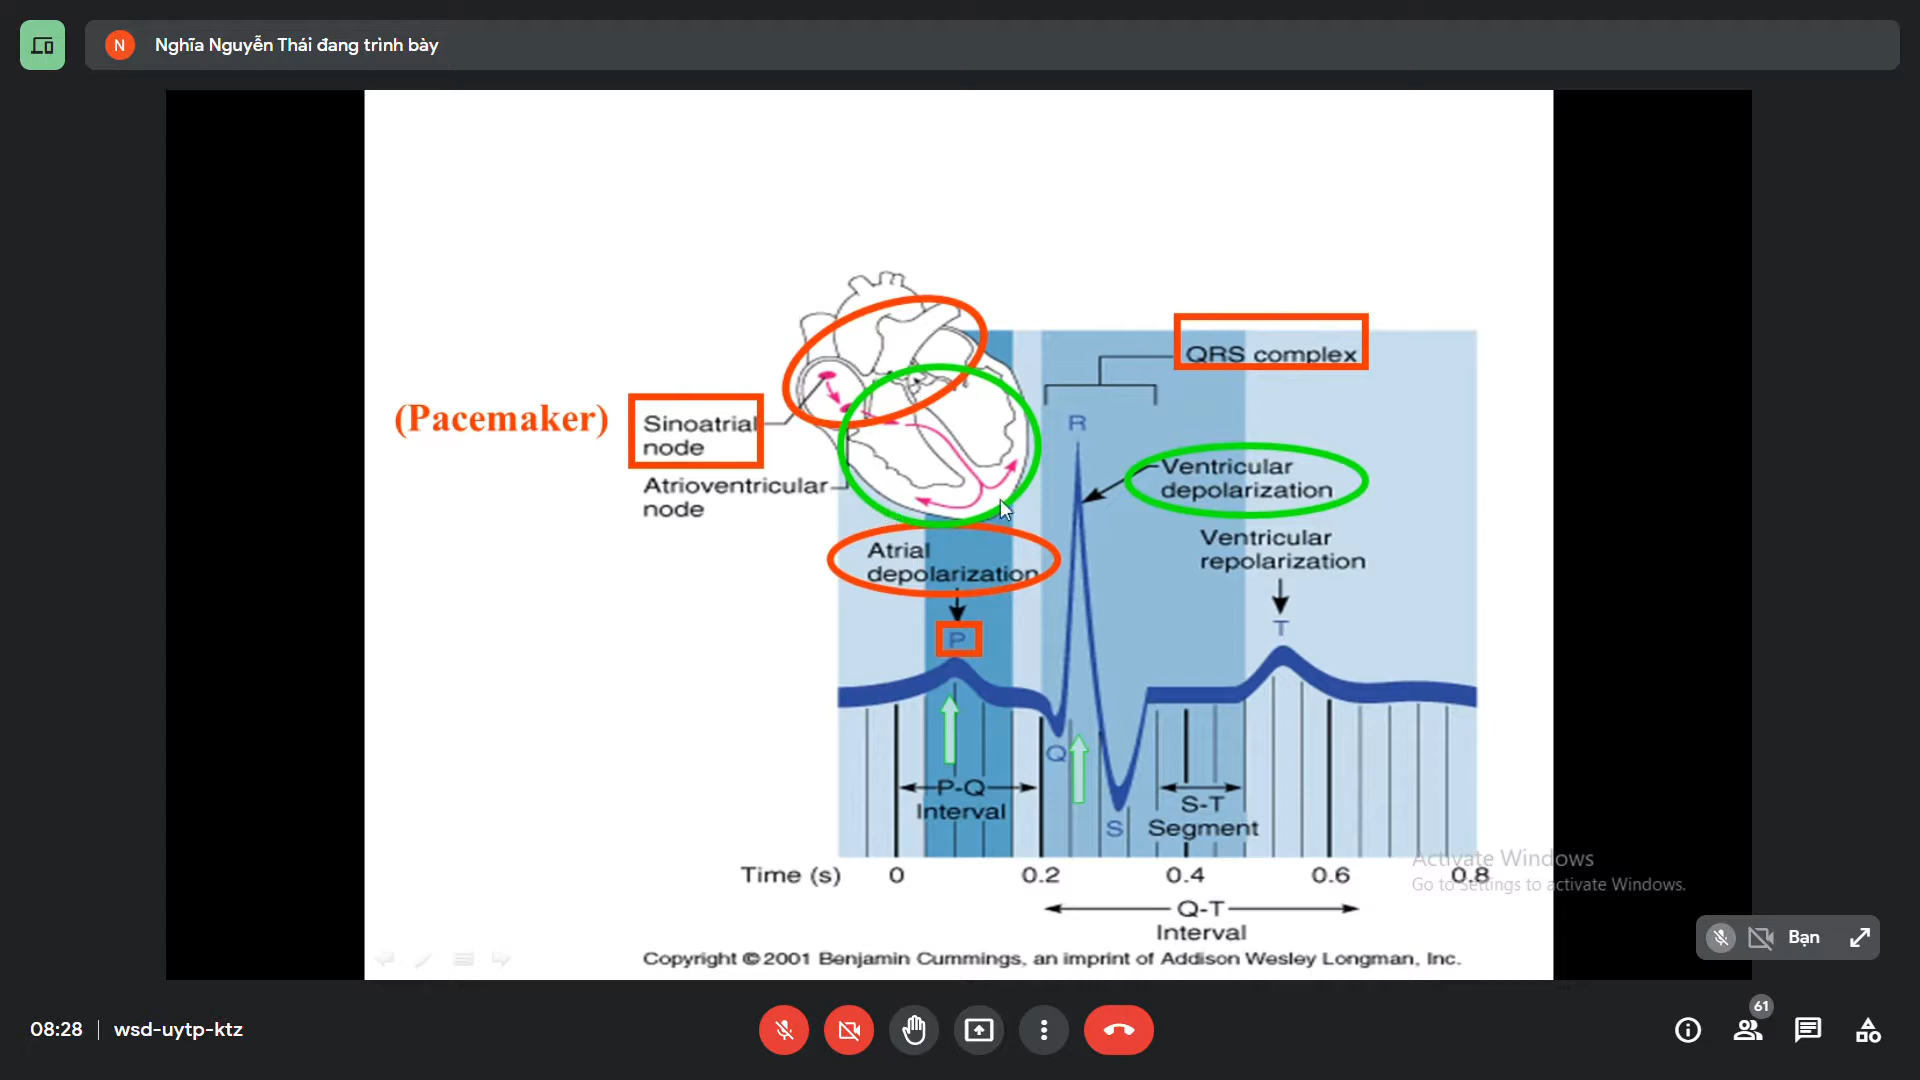 N
Nghĩa Nguyễn Thái đang trình bày
QRS complex
(Pacemaker)
Sinoatrial
node
R
Ventricular
depolarization
Atrioventricular
node
Ventricular
repolarization
Atrial
depolarization
P
T
Q
P-Q
Interval
S-T
Segment
S
Time (s)
0
0.2
0.4
0.6
0.8
Q-T
Interval
Activate Windows
Go to Settings to activate Windows.
Bạn
Copyright © 2001 Benjamin Cummings, an imprint of Addison Wesley Longman, Inc.
08:28
wsd-uytp-ktz
61